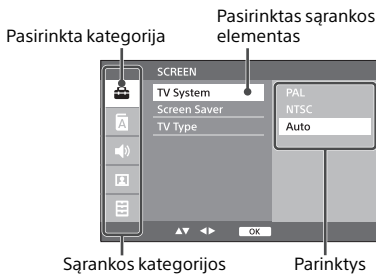 Pasirinktas sąrankos
elementas
Pasirinkta kategorija
SCREEN
TV System
Screen Saver
TV Type
PAL
NTSC
Auto
OK
Sąrankos kategorijos
Parinktys